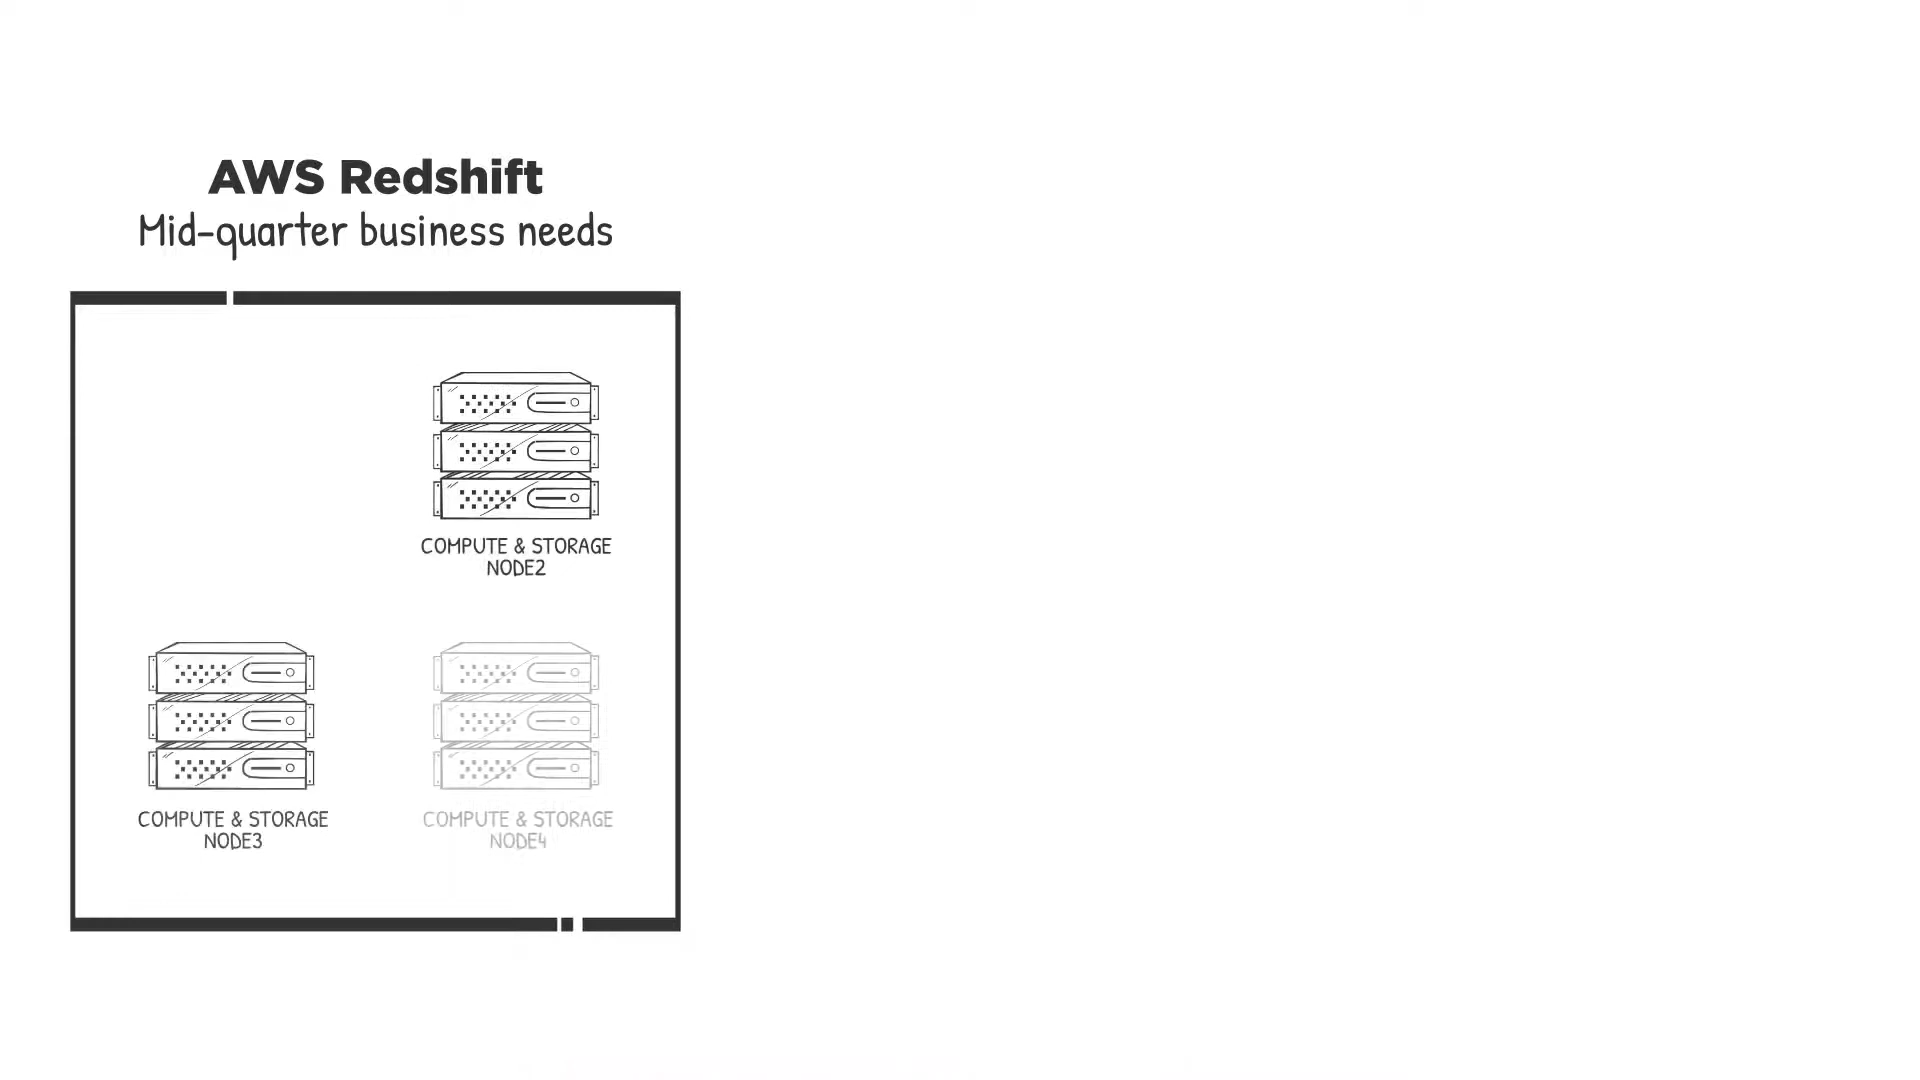 AWS Redshift
Mid-quarter business needs
COMPUTE & STORAGE
NODE2
COMPUTE & STORAGE
NODE3
COMPUTE & STORAGE
NODE4